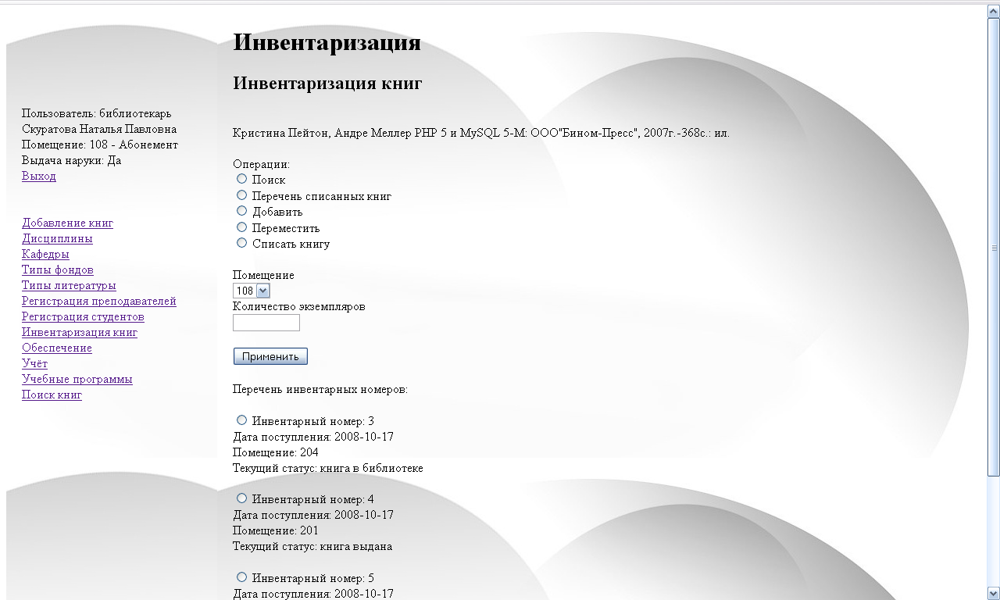 Инвентаризация
Инвентаризация книг
Пользователь: библиотекарь
Скуратова Наталья Павловна
Помещение: 108 - Абонемент
Выдача наруки: Да
Выход
Добавление книг
Дисциплины
Кафедры
Типы фондов
Типы литературы
Регистрация преподавателей
Регистрация студентов
Инвентаризация книг
Обеспечение
Учёт
Учебные программы
Поиск книг
Кристина Пейтон, Андре Меллер PHP 5 и MySQL 5-М: ООО"Бином-Пресс", 2007г.-368с.: ил.
Операции:
Поиск
Перечень списанных книг
Добавить
Переместить
Списать книгу
Помещение
108
Количество экземпляров
Применить
Перечень инвентарных номеров:
Инвентарный номер: 3
Дата поступления: 2008-10-17
Помещение: 204
Текущий статус: книга в библиотеке
Инвентарный номер: 4
Дата поступления: 2008-10-17
Помещение: 201
Текущий статус: книга выдана
Инвентарный номер: 5
Дата поступления: 2008-10-17